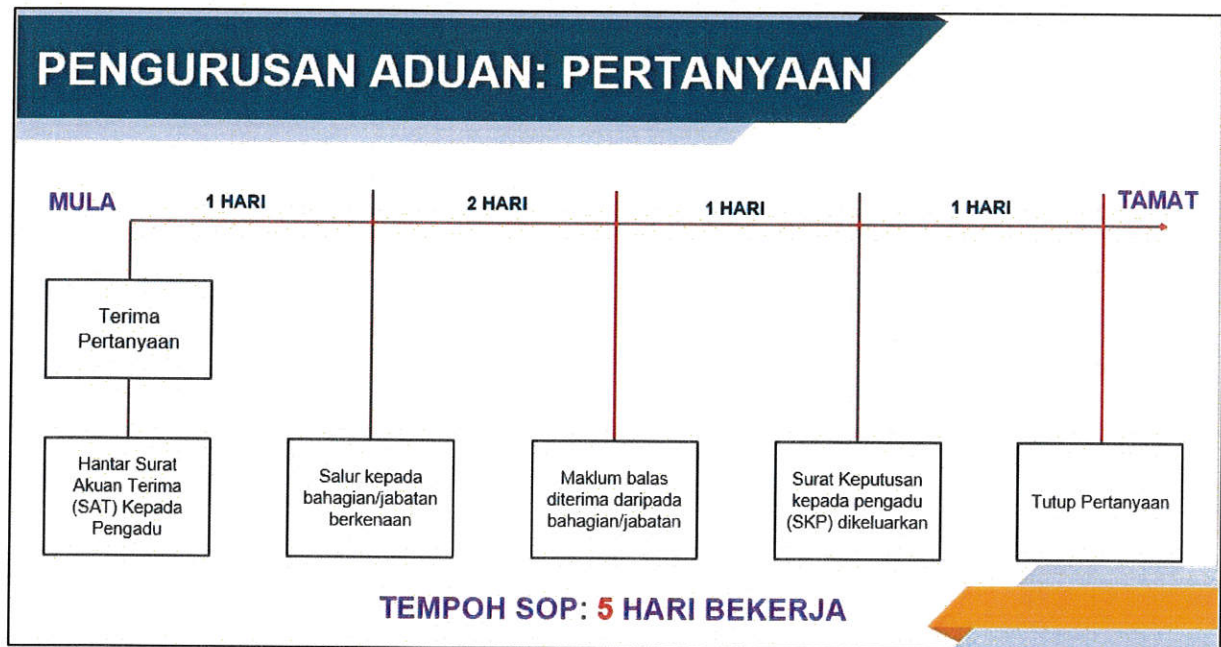 PENGURUSAN ADUAN: PERTANYAAN
MULA
1 HARI
2 HARI
1 HARI
1 HARI
TAMAT
Terima
Pertanyaan
Hantar Surat
Akuan Terima
(SAT) Kepada
Pengadu
Salur kepada
bahagian/jabatan
berkenaan
Maklum balas
diterima daripada
bahagian/jabatan
Surat Keputusan
kepada pengadu
(SKP) dikeluarkan
Tutup Pertanyaan
TEMPOH SOP: 5 HARI BEKERJA